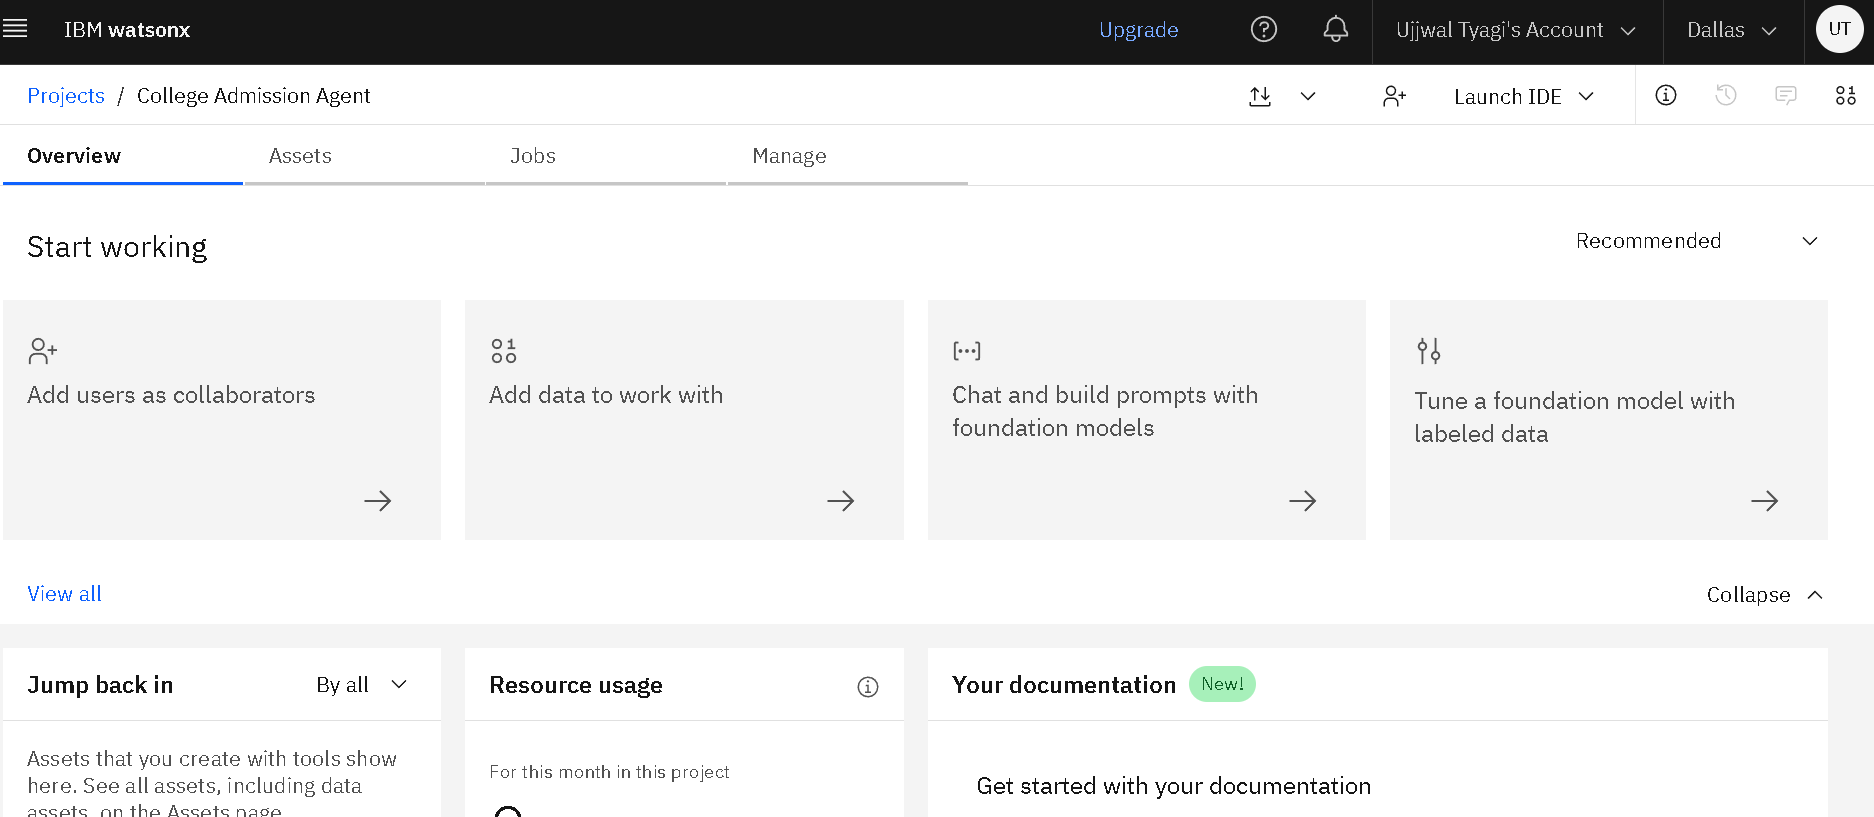 IBM watsonx
Upgrade
Ujjwal Tyagi's Account
Dallas
UT
Projects / College Admission Agent
Launch IDE
Overview
Assets
Jobs
Manage
Start working
Recommended
Add users as collaborators
Add data to work with
Chat and build prompts with
foundation models
Tune a foundation model with
labeled data
View all
Collapse
Jump back in
By all
Assets that you create with tools show
here. See all assets, including data
assets, on the Assets page.
Resource usage
For this month in this project
Your documentation
New!
Get started with your documentation